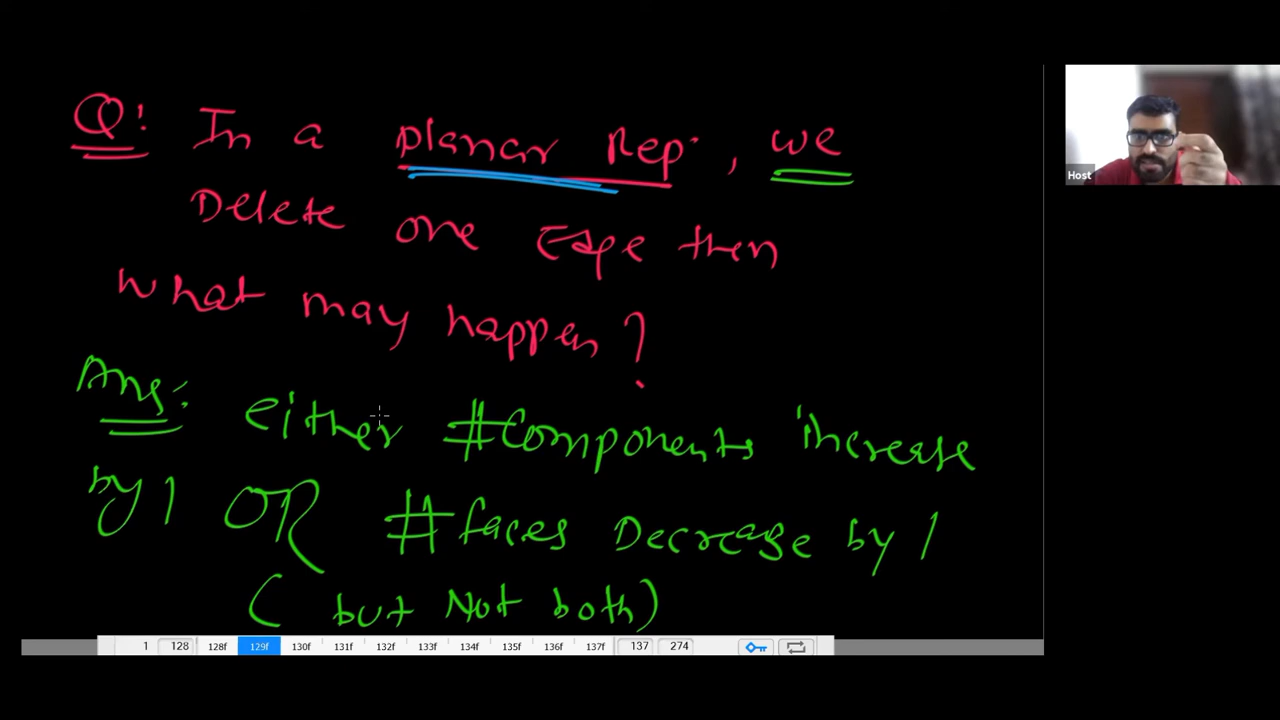 Q: In a planar Rep., we
Delete one edge then
what may happen?
Ans: either #Components increase
by 1 OR #faces Decrease by 1
(but Not both)
Host
1 128 128f 129f 130f 131f 132f 133f 134f 135f 136f 137f 137 274